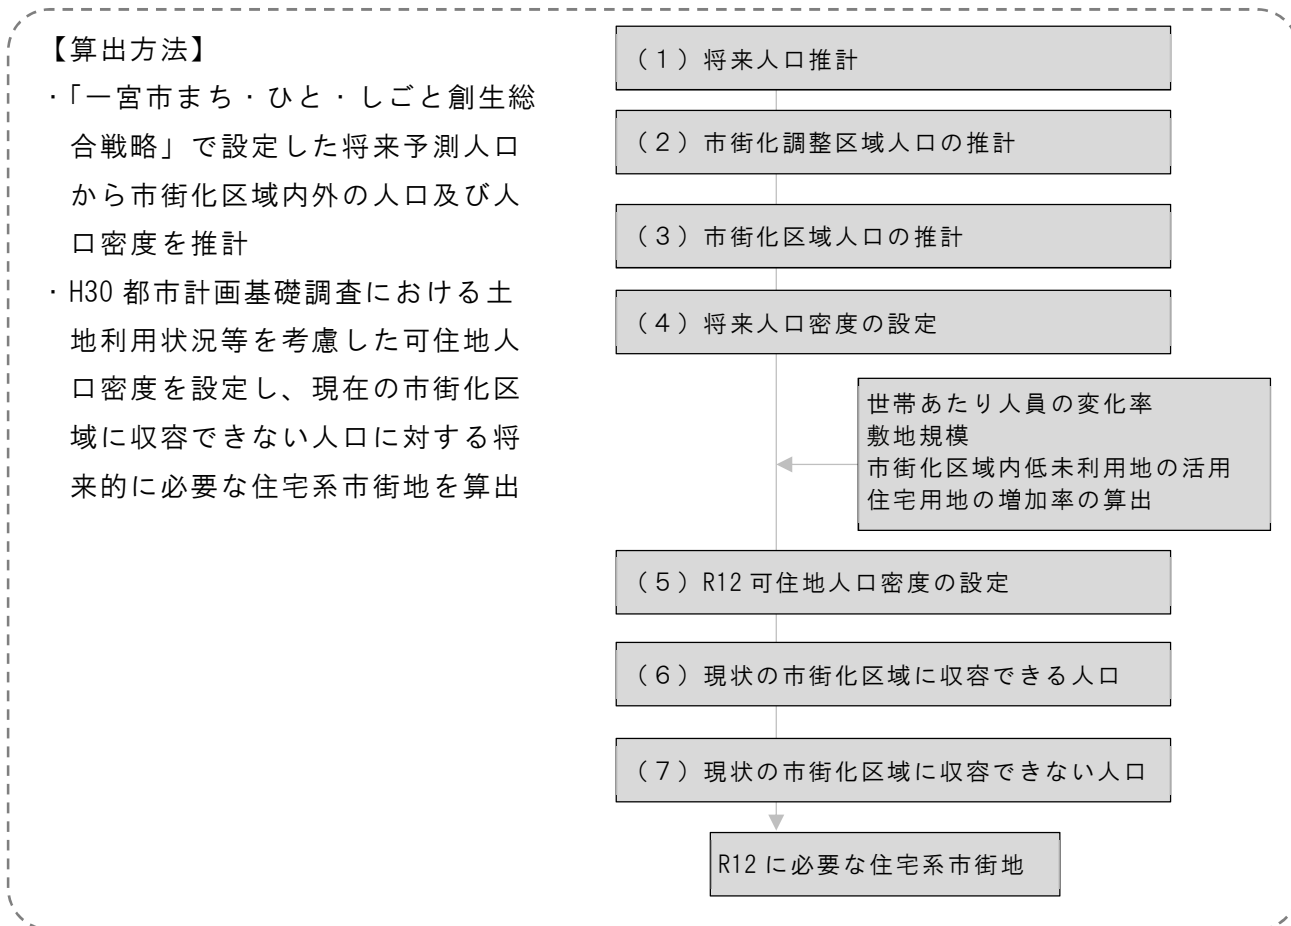 【算出方法】
・「一宮市まち・ひと・しごと創生総
合戦略」で設定した将来予測人口
から市街化区域内外の人口及び人
口密度を推計
・H30 都市計画基礎調査における土
地利用状況等を考慮した可住地人
口密度を設定し、現在の市街化区
域に収容できない人口に対する将
来的に必要な住宅系市街地を算出
（１）将来人口推計
（２）市街化調整区域人口の推計
（３）市街化区域人口の推計
（４）将来人口密度の設定
世帯あたり人員の変化率
敷地規模
市街化区域内低未利用地の活用
住宅用地の増加率の算出
（５）R12 可住地人口密度の設定
（６）現状の市街化区域に収容できる人口
（７）現状の市街化区域に収容できない人口
R12 に必要な住宅系市街地